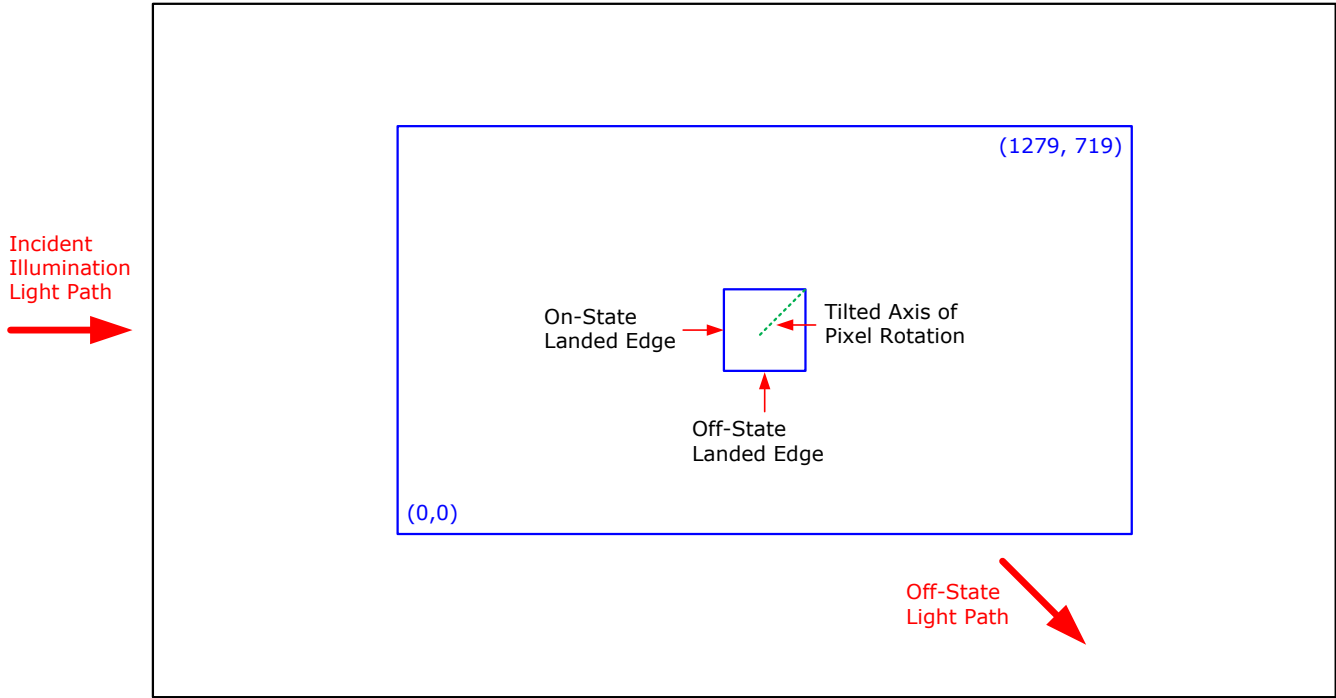 (1279, 719)
Incident
Illumination
Light Path
On-State
Landed Edge
Tilted Axis of
Pixel Rotation
Off-State
Landed Edge
(0,0)
Off-State
Light Path